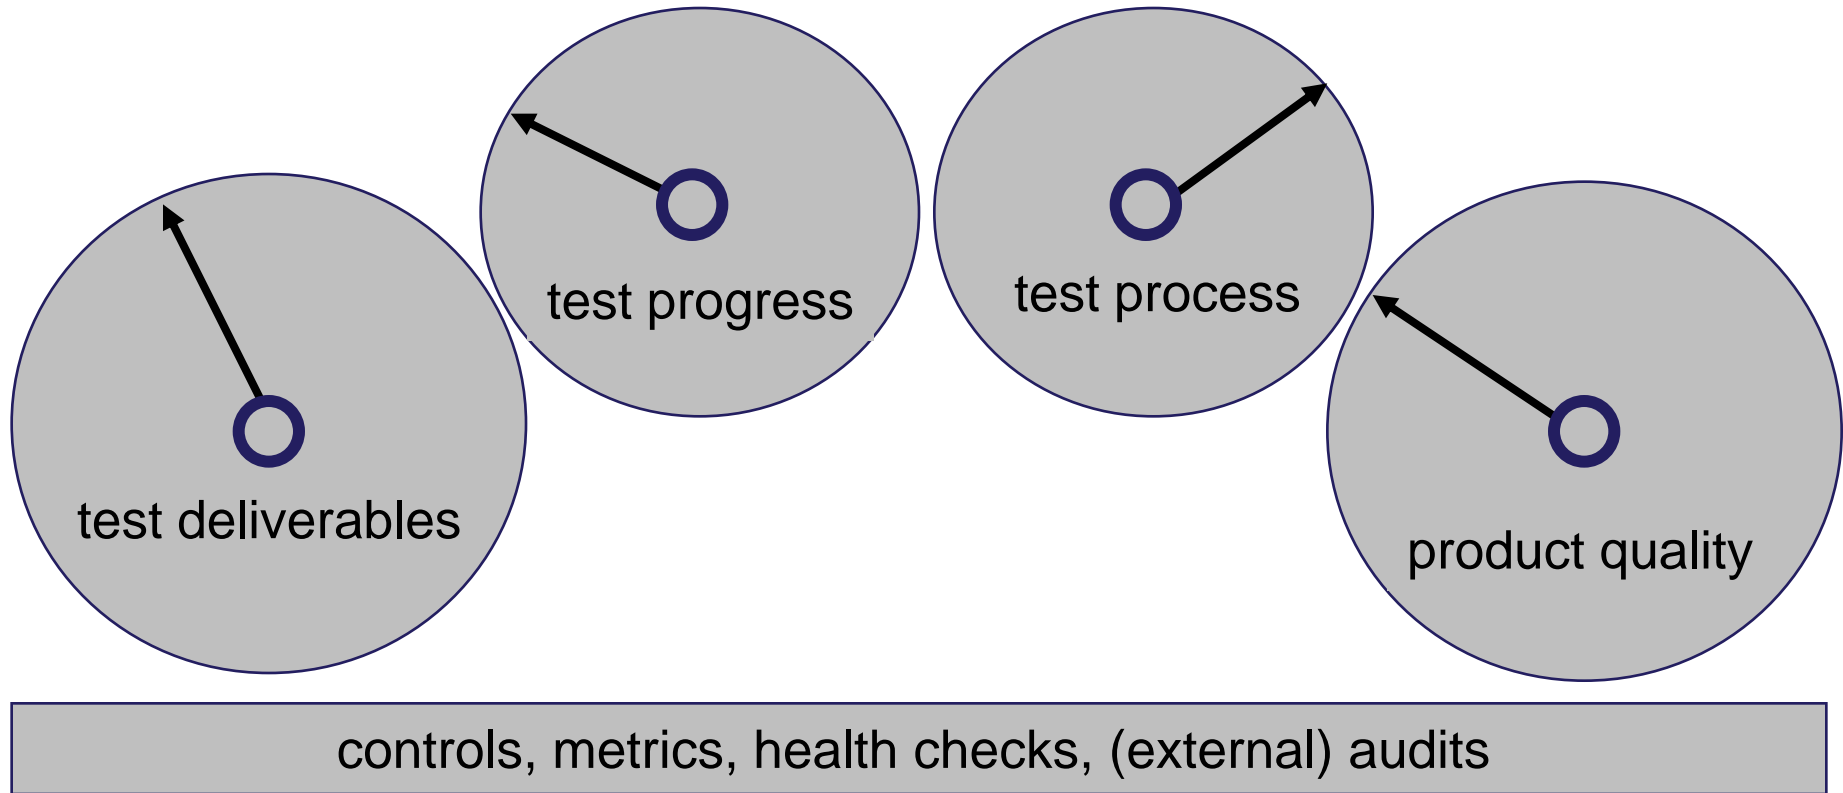 test progress
test process
test deliverables
product quality
controls, metrics, health checks, (external) audits